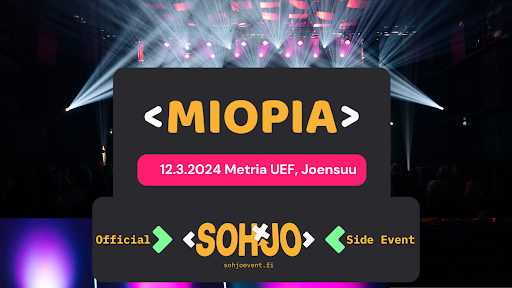 <MIOPIA>
12.3.2024 Metria UEF, Joensuu
Official <SOHJO> Side Event
sohjoevent.fi